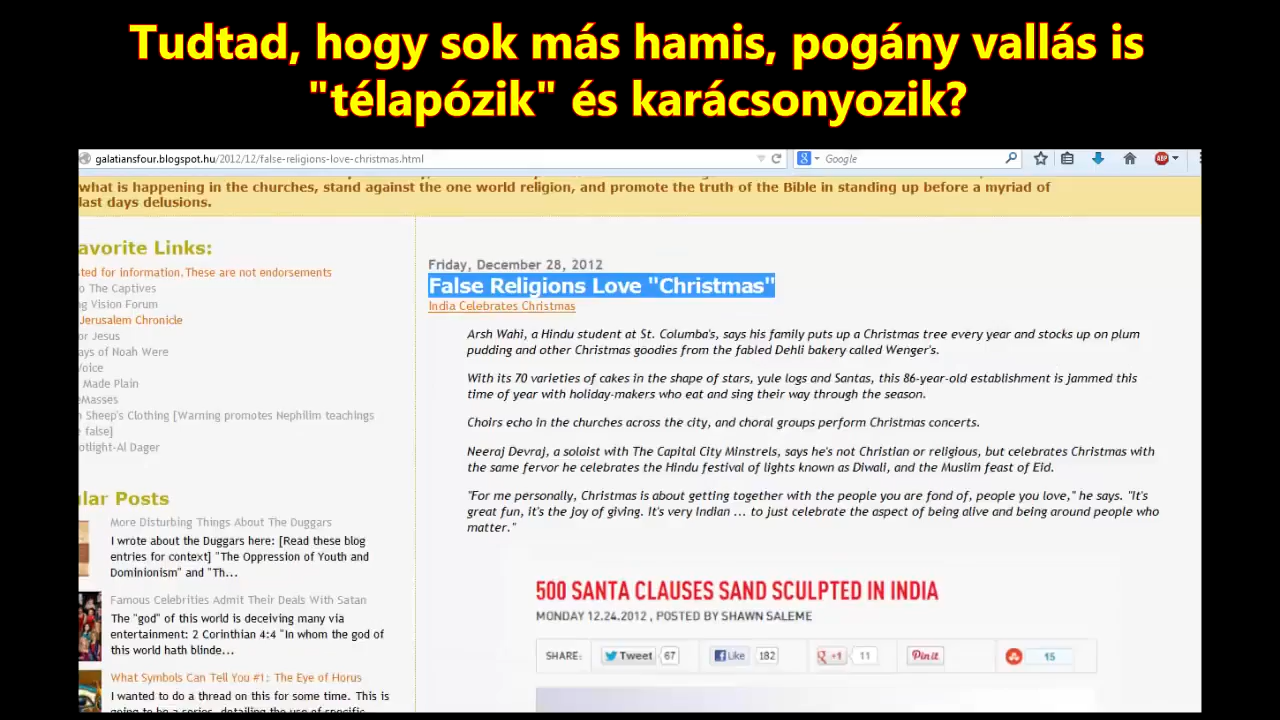 Tudtad, hogy sok más hamis, pogány vallás is
"télapózik" és karácsonyozik?
galatiansfour.blogspot.hu/2012/12/false-religions-love-christmas.html
Google
ABP
what is happening in the churches, stand against the one world religion, and promote the truth of the Bible in standing up before a myriad of
last days delusions.
avorite Links:
ted for information. These are not endorsements
o The Captives
ng Vision Forum
Jerusalem Chronicle
or Jesus
ays of Noah Were
Voice
Made Plain
eMasses
n Sheep's Clothing [Warning promotes Nephilim teachings
e false]
otlight-Al Dager
ular Posts
More Disturbing Things About The Duggars
I wrote about the Duggars here: [Read these blog
entries for context] "The Oppression of Youth and
Dominionism" and "Th...
Famous Celebrities Admit Their Deals With Satan
The "god" of this world is deceiving many via
entertainment: 2 Corinthian 4:4 "In whom the god of
this world hath blinde...
What Symbols Can Tell You #1: The Eye of Horus
I wanted to do a thread on this for some time. This is
going to be a series, detailing the use of specific
Friday, December 28, 2012
False Religions Love "Christmas"
India Celebrates Christmas
Arsh Wahi, a Hindu student at St. Columba's, says his family puts up a Christmas tree every year and stocks up on plum
pudding and other Christmas goodies from the fabled Dehli bakery called Wenger's.
With its 70 varieties of cakes in the shape of stars, yule logs and Santas, this 86-year-old establishment is jammed this
time of year with holiday-makers who eat and sing their way through the season.
Choirs echo in the churches across the city, and choral groups perform Christmas concerts.
Neeraj Devraj, a soloist with The Capital City Minstrels, says he's not Christian or religious, but celebrates Christmas with
the same fervor he celebrates the Hindu festival of lights known as Diwali, and the Muslim feast of Eid.
"For me personally, Christmas is about getting together with the people you are fond of, people you love," he says. "It's
great fun, it's the joy of giving. It's very Indian ... to just celebrate the aspect of being alive and being around people who
matter."
500 SANTA CLAUSES SAND SCULPTED IN INDIA
MONDAY 12.24.2012 , POSTED BY SHAWN SALEME
SHARE: Tweet 67 Like 182 +1 11 Pin it 15